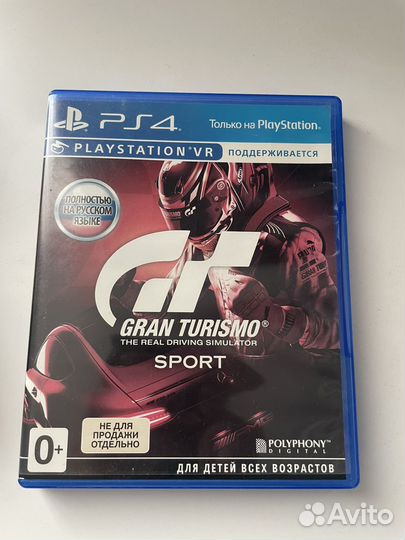 PS4
Только на PlayStation®
PLAYSTATION®VR
ПОДДЕРЖИВАЕТСЯ
ПОЛНОСТЬЮ
НА РУССКОМ
ЯЗЫКЕ
GT
GRAN TURISMO®
THE REAL DRIVING SIMULATOR
SPORT
НЕ ДЛЯ
ПРОДАЖИ
ОТДЕЛЬНО
0+
POLYPHONY
DIGITAL
ДЛЯ ДЕТЕЙ ВСЕХ ВОЗРАСТОВ
Avito